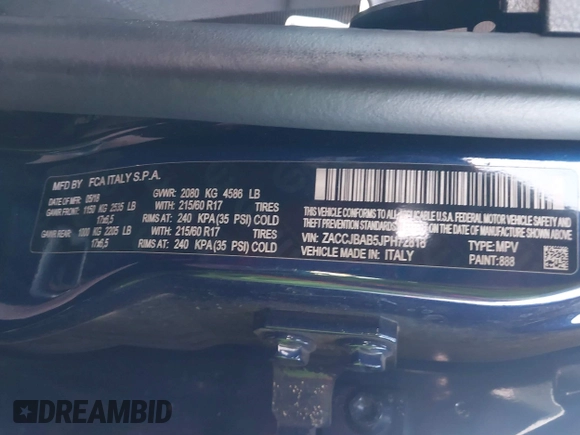 MFD BY FCA ITALY S.P.A.
DATE OF MFR 05/18 GVWR: 2080 KG 4586 LB
GAWR FRONT: 1150 KG 2535 LB WITH: 215/60 R17 TIRES
17x6,5 RIMS AT: 240 KPA(35 PSI) COLD
GAWR REAR: 1000 KG 2205 LB WITH: 215/60 R17 TIRES
17x6,5 RIMS AT: 240 KPA(35 PSI) COLD
THIS VEHICLE CONFORMS TO ALL APPLICABLE U.S.A.
FEDERAL MOTOR VEHICLE SAFETY STANDARDS IN EFFECT ON
THE DATE OF MANUFACTURE SHOWN ABOVE.
VIN: TYPE: MPV
VEHICLE MADE IN: ITALY PAINT:888
DREAMBID